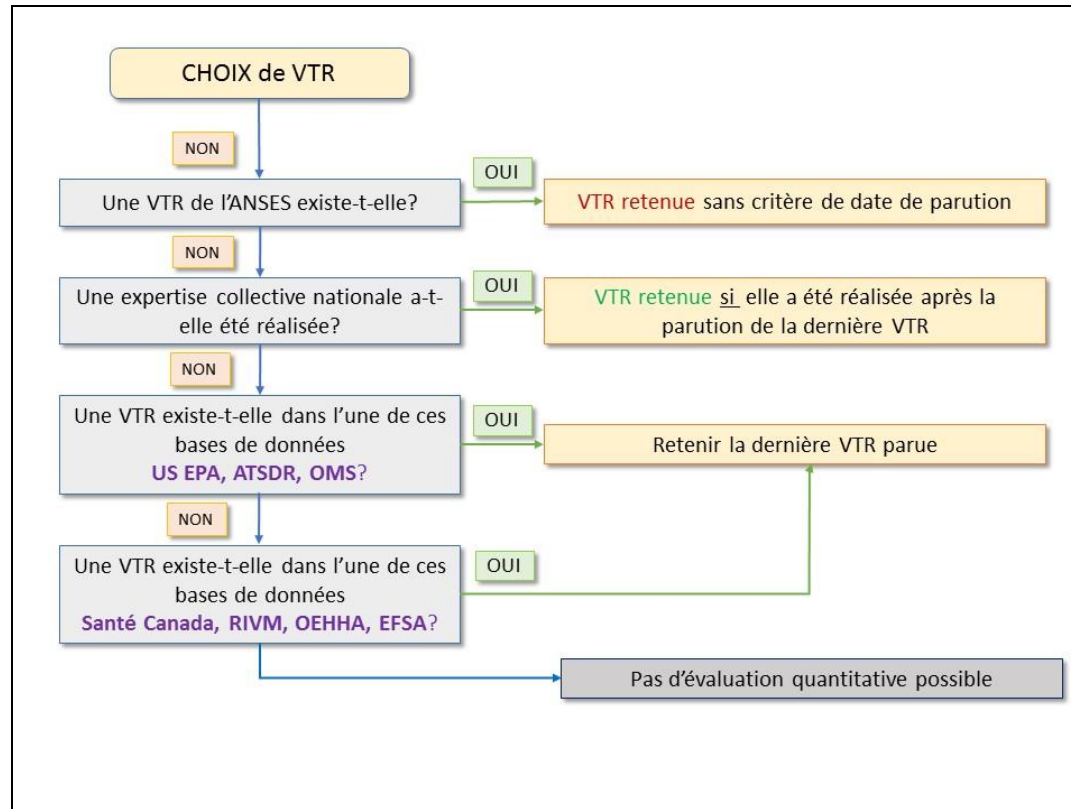 CHOIX de VTR
NON
OUI
Une VTR de l'ANSES existe-t-elle?
VTR retenue sans critère de date de parution
NON
OUI
Une expertise collective nationale a-t-
elle été réalisée?
VTR retenue si elle a été réalisée après la
parution de la dernière VTR
NON
OUI
Une VTR existe-t-elle dans l'une de ces
bases de données
US EPA, ATSDR, OMS?
Retenir la dernière VTR parue
NON
OUI
Une VTR existe-t-elle dans l'une de ces
bases de données
Santé Canada, RIVM, OEHHA, EFSA?
Pas d'évaluation quantitative possible